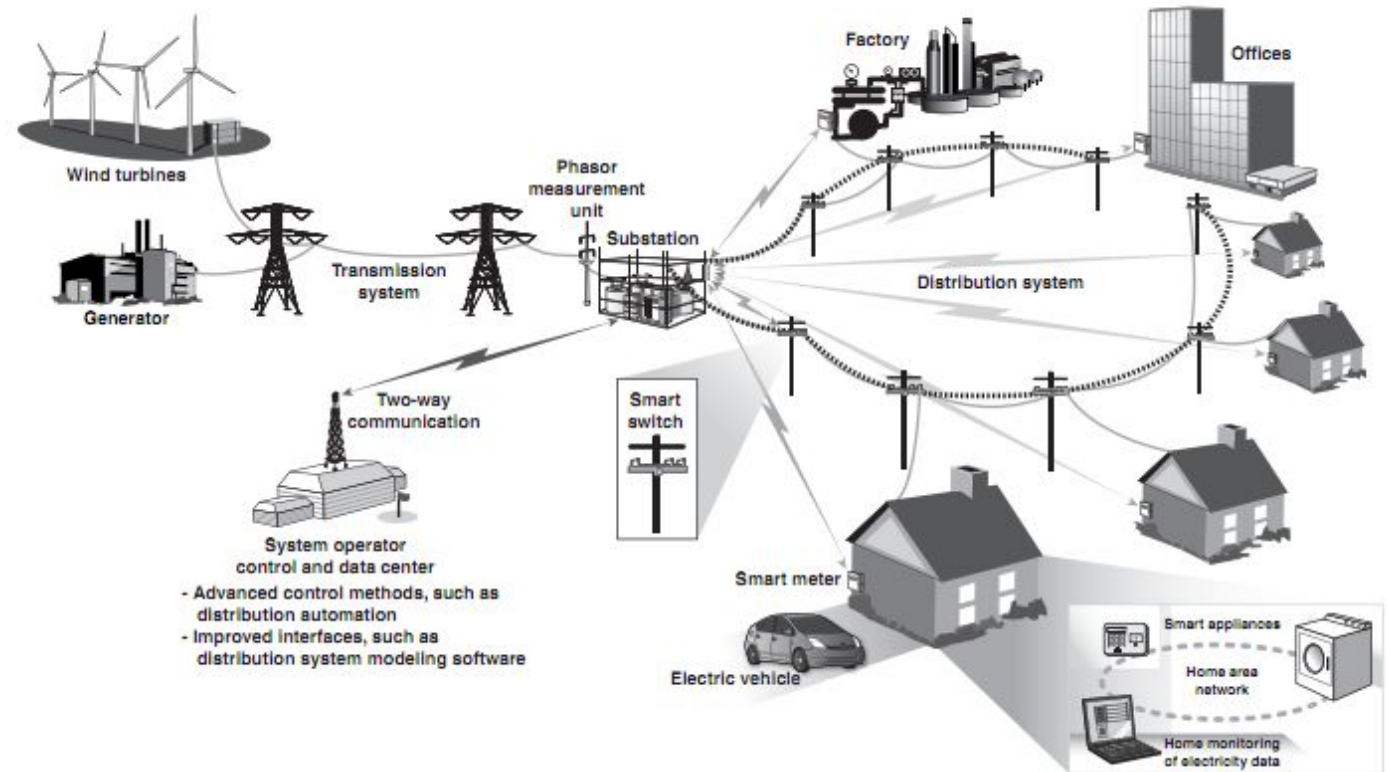 Factory
Offices
Wind turbines
Phasor
measurement
unit
Substation
Transmission
system
Generator
Distribution system
Two-way
communication
Smart
switch
System operator
control and data center
- Advanced control methods, such as
distribution automation
- Improved interfaces, such as
distribution system modeling software
Smart meter
Electric vehicle
Smart appliances
Home area
network
Home monitoring
of electricity data